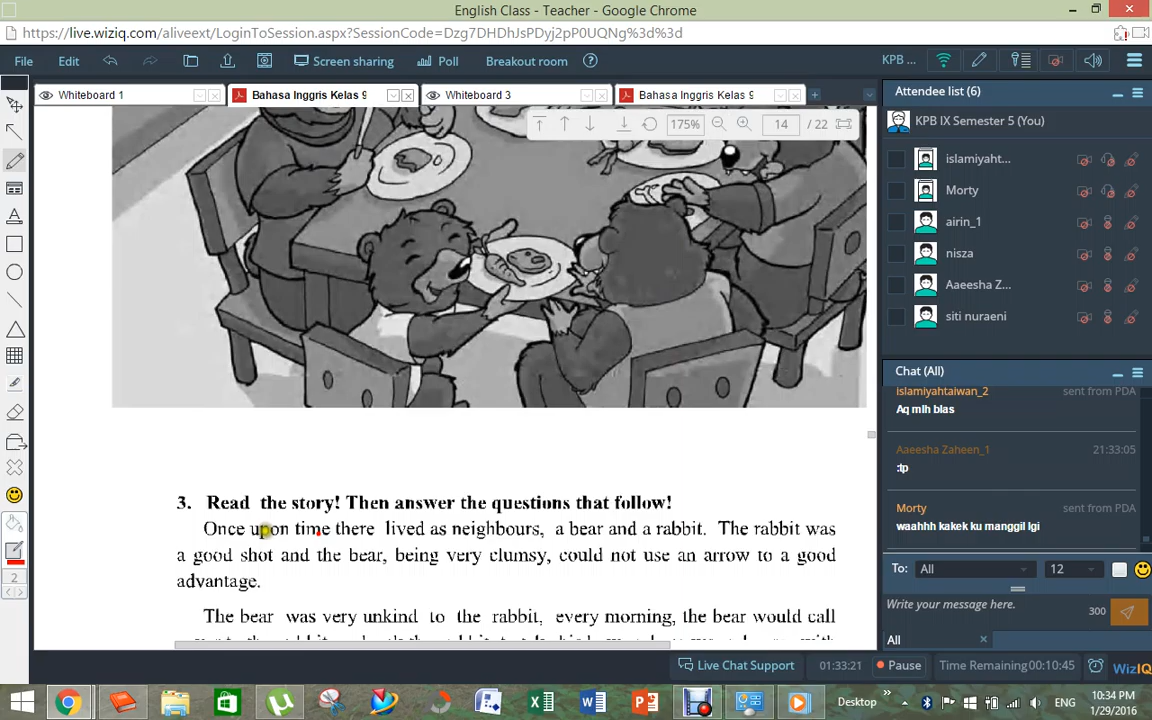 English Class - Teacher - Google Chrome
https://live.wiziq.com/aliveext/LoginToSession.aspx?SessionCode=Dzg7DHDhJsPDyj2pP0UQNg%3d%3d
File Edit Screen sharing Poll Breakout room ? KPB ...
Whiteboard 1 Bahasa Inggris Kelas 9 Whiteboard 3 Bahasa Inggris Kelas 9
175% 14 / 22
Attendee list (6)
KPB IX Semester 5 (You)
islamiyaht...
Morty
airin_1
nisza
Aaeesha Z...
siti nuraeni
Chat (All)
islamiyahtaiwan_2 sent from PDA
Aq mlh blas
Aaeesha Zaheen_1 21:33:05
:tp
Morty sent from PDA
waahhh kakek ku manggil lgi
To: All 12
Write your message here. 300
All
3. Read the story! Then answer the questions that follow!
Once upon time there lived as neighbours, a bear and a rabbit. The rabbit was
a good shot and the bear, being very clumsy, could not use an arrow to a good
advantage.
The bear was very unkind to the rabbit, every morning, the bear would call
2
Live Chat Support 01:33:21 Pause Time Remaining 00:10:45 WizIQ
Desktop ENG 10:34 PM
1/29/2016